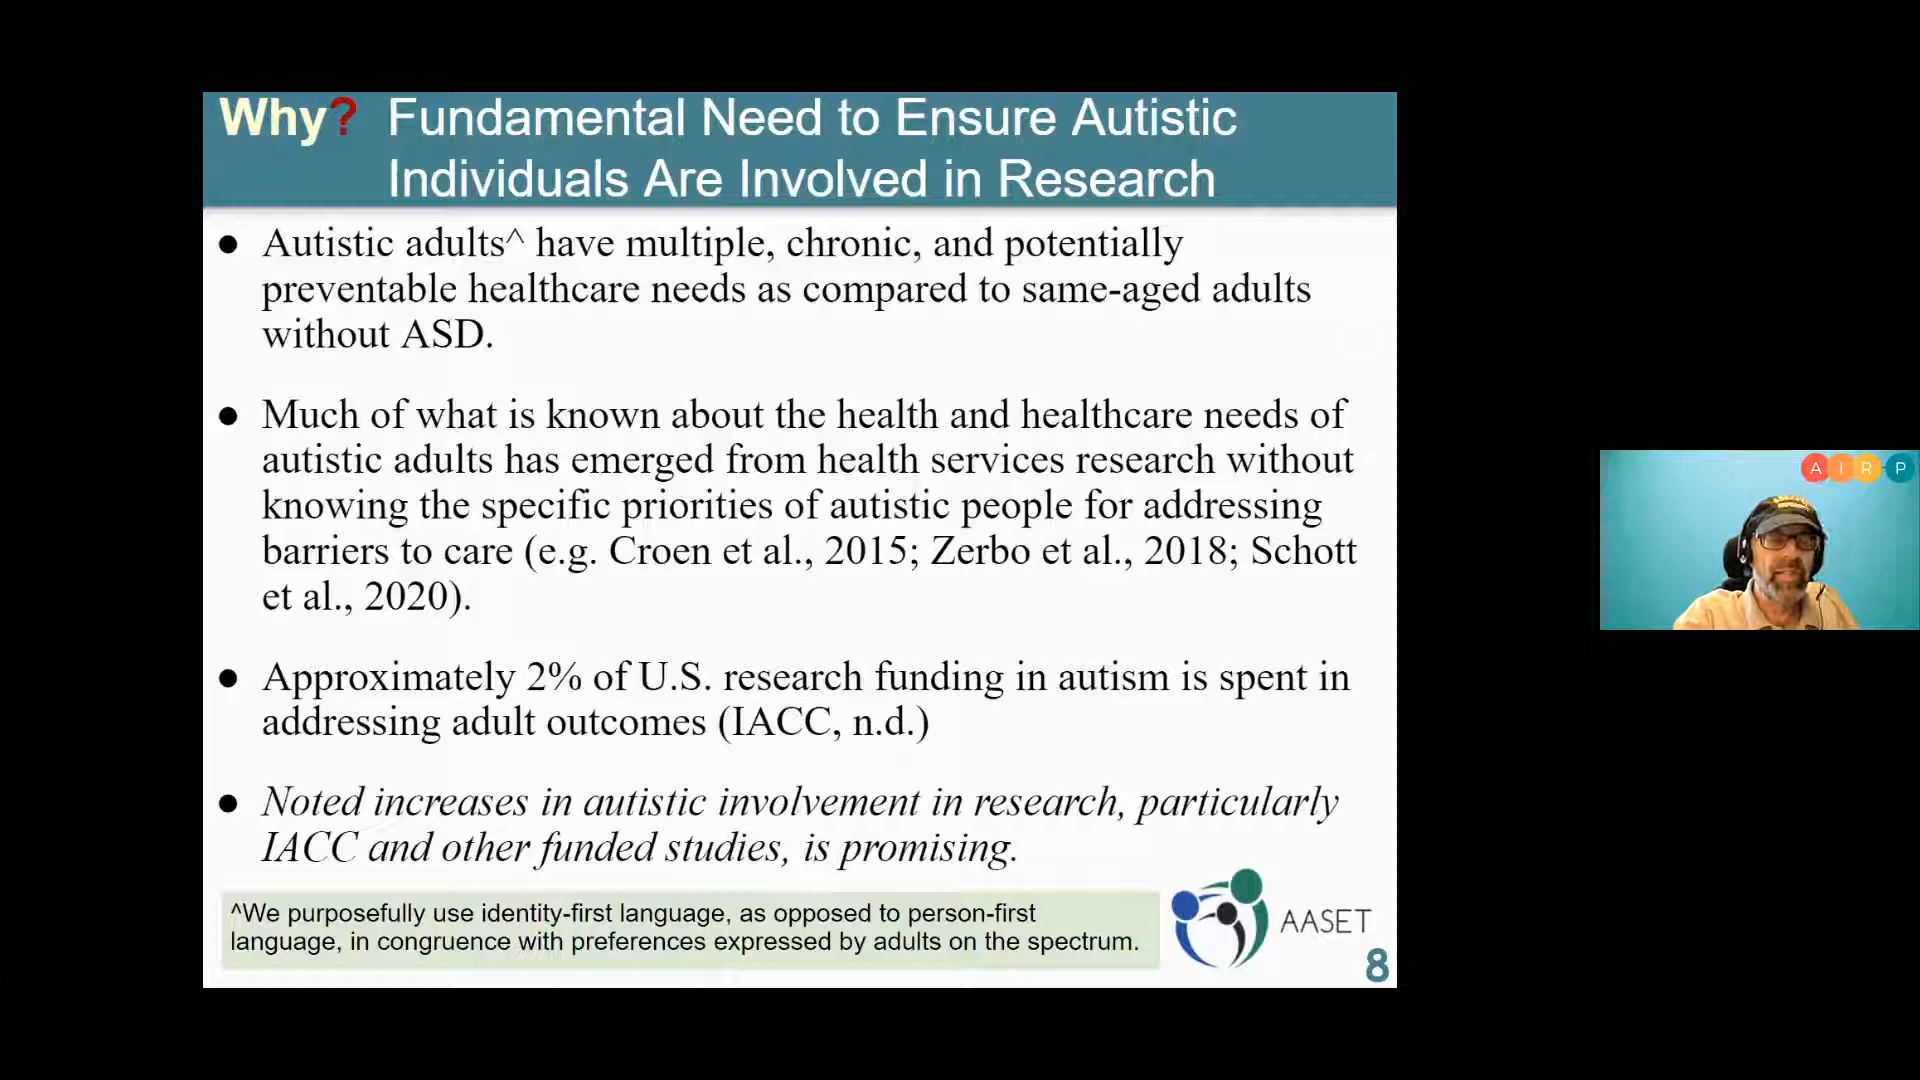 Why? Fundamental Need to Ensure Autistic
Individuals Are Involved in Research
● Autistic adults^ have multiple, chronic, and potentially
preventable healthcare needs as compared to same-aged adults
without ASD.
● Much of what is known about the health and healthcare needs of
autistic adults has emerged from health services research without
knowing the specific priorities of autistic people for addressing
barriers to care (e.g. Croen et al., 2015; Zerbo et al., 2018; Schott
et al., 2020).
● Approximately 2% of U.S. research funding in autism is spent in
addressing adult outcomes (IACC, n.d.)
● Noted increases in autistic involvement in research, particularly
IACC and other funded studies, is promising.
^We purposefully use identity-first language, as opposed to person-first
language, in congruence with preferences expressed by adults on the spectrum.
AASET
8
A I R P